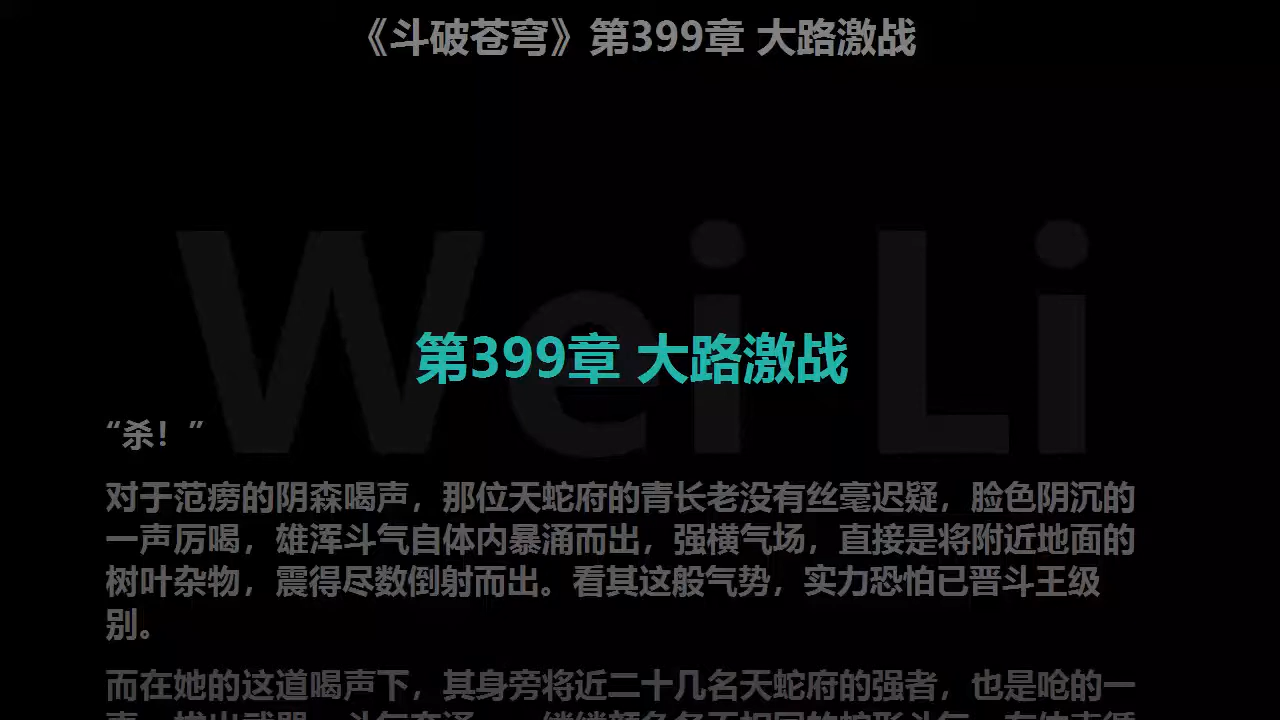 《斗破苍穹》第399章 大路激战
Wei Li
第399章 大路激战
“杀！”
对于范痨的阴森喝声，那位天蛇府的青长老没有丝毫迟疑，脸色阴沉的
一声厉喝，雄浑斗气自体内暴涌而出，强横气场，直接是将附近地面的
树叶杂物，震得尽数倒射而出。看其这般气势，实力恐怕已晋斗王级
别。
而在她的这道喝声下，其身旁将近二十几名天蛇府的强者，也是呛的一